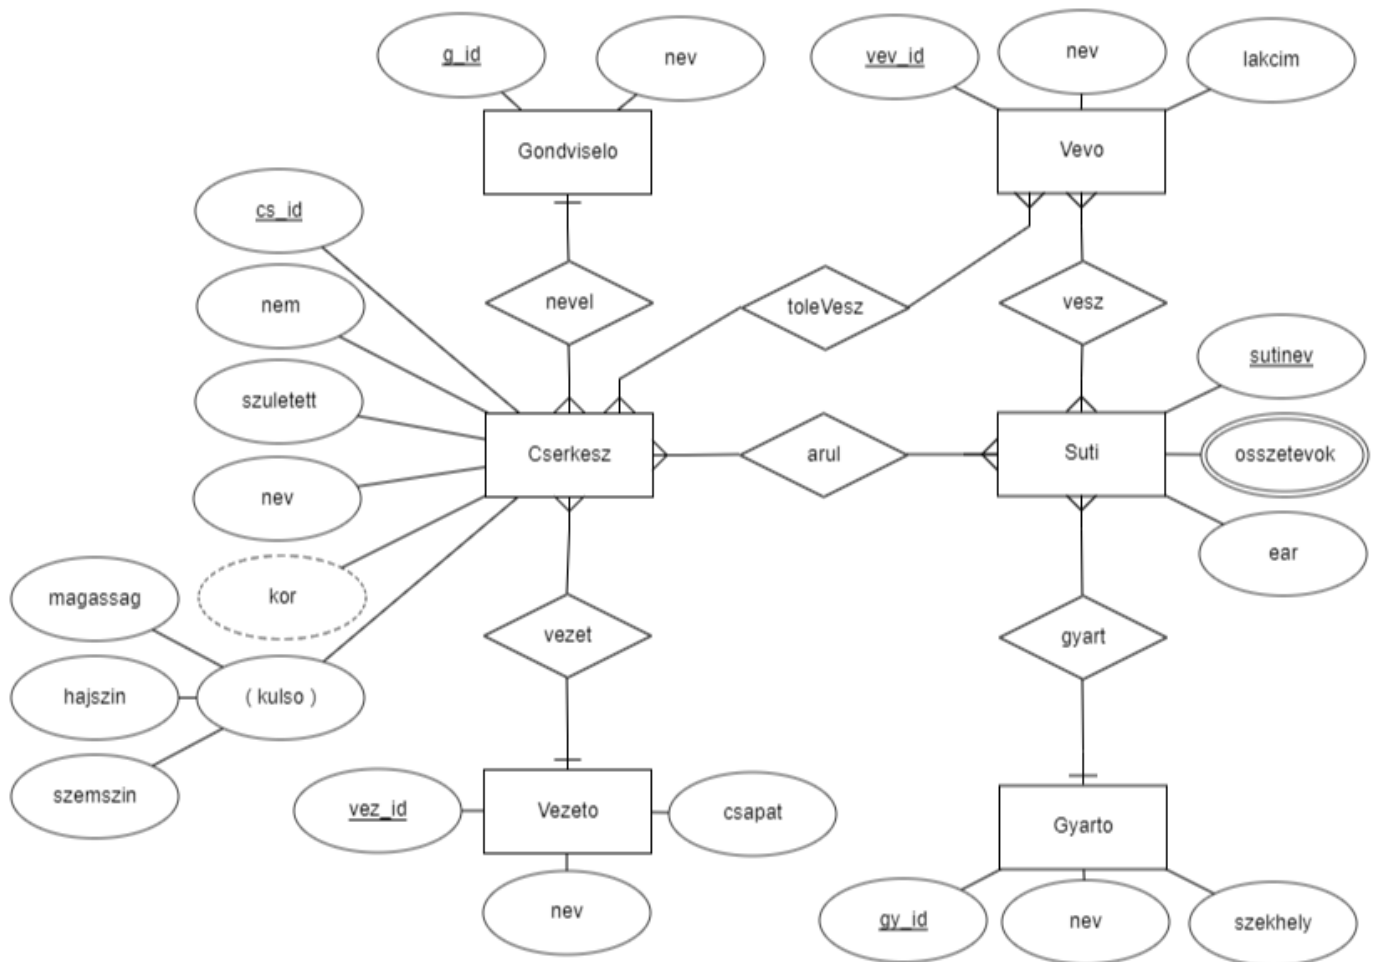 g_id
nev
vev_id
nev
lakcim
Gondviselo
Vevo
cs_id
nem
nevel
toleVesz
vesz
szuletett
sutinev
nev
Cserkesz
arul
Suti
osszetevok
ear
magassag
kor
vezet
gyart
hajszin
( kulso )
szemszin
vez_id
Vezeto
csapat
Gyarto
nev
gy_id
nev
szekhely